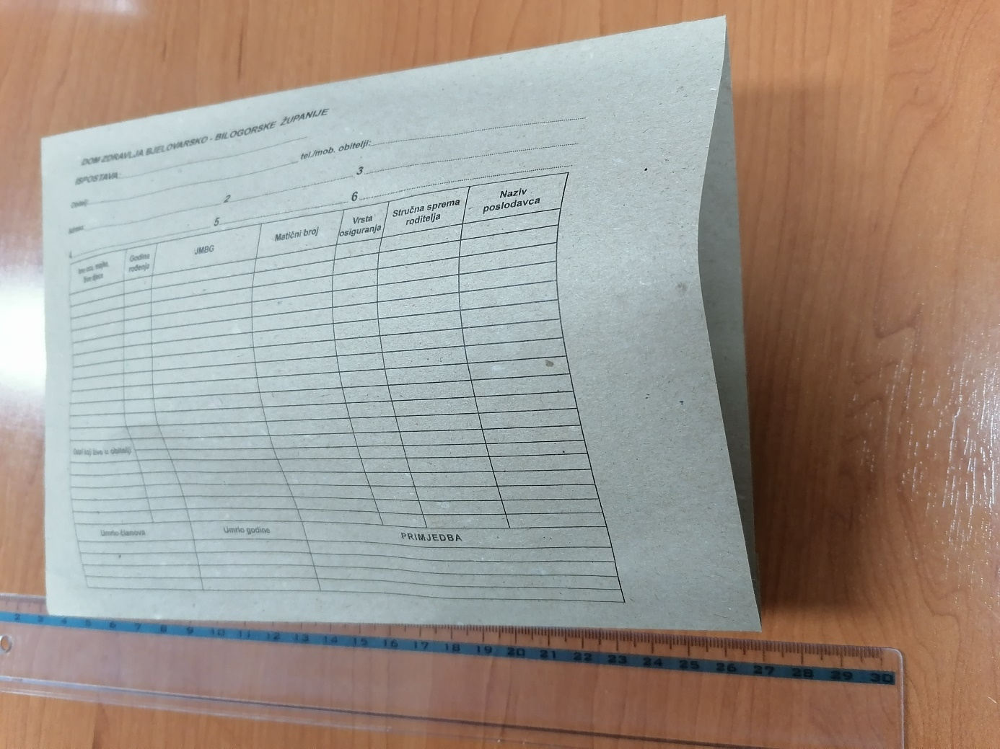 DOM ZDRAVLJA BJELOVARSKO - BILOGORSKE ŽUPANIJE
ISPOSTAVA
Obitelj: tel./mob. obitelji:
2 3
5 6
Ime oca, majke, žive djece
Godina rođenja
JMBG
Matični broj
Vrsta osiguranja
Stručna sprema roditelja
Naziv poslodavca
Ostali koji žive u obitelji
Umrlo članova
Umrlo godine
PRIMJEDBA
2 3 4 5 6 7 8 9 10 11 12 13 14 15 16 17 18 19 20 21 22 23 24 25 26 27 28 29 30